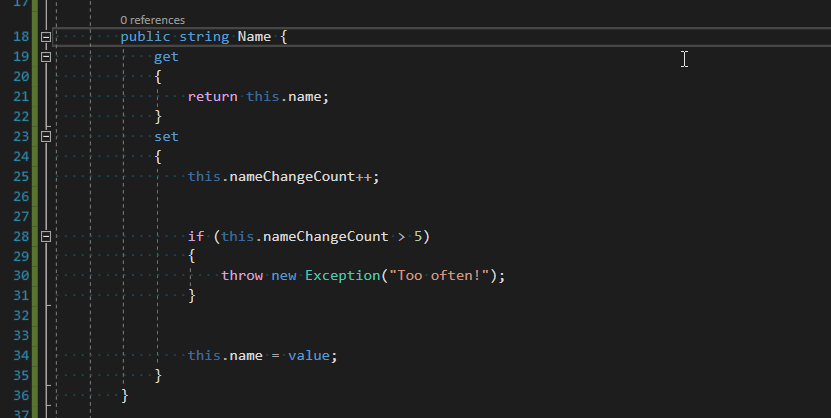 17
0 references
18 public string Name {
19 get
20 {
21 return this.name;
22 }
23 set
24 {
25 this.nameChangeCount++;
26
27
28 if (this.nameChangeCount > 5)
29 {
30 throw new Exception("Too often!");
31 }
32
33
34 this.name = value;
35 }
36 }
37